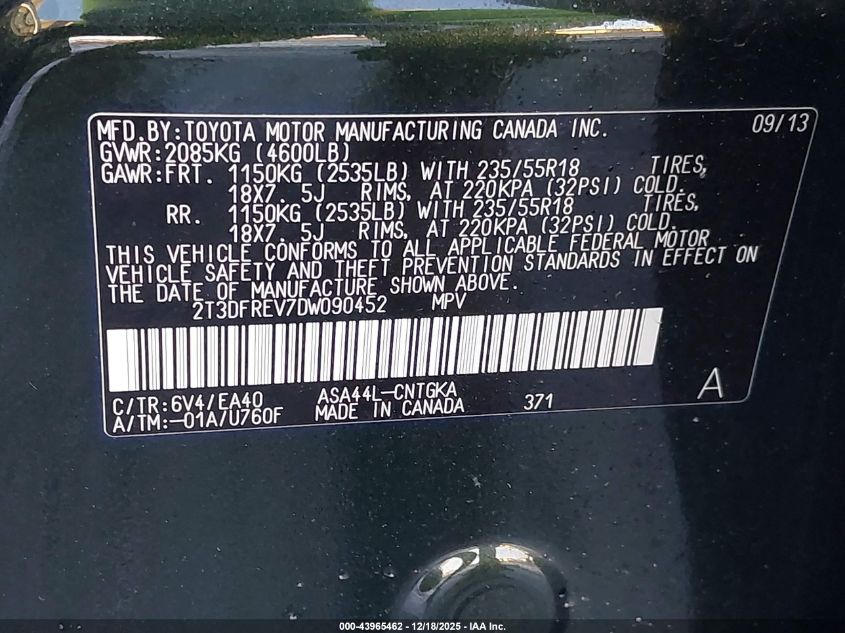 MFD.BY:TOYOTA MOTOR MANUFACTURING CANADA INC. 09/13
GVWR:2085KG (4600LB)
GAWR:FRT. 1150KG (2535LB) WITH 235/55R18 TIRES,
18X7. 5J RIMS, AT 220KPA (32PSI) COLD.
RR. 1150KG (2535LB) WITH 235/55R18 TIRES,
18X7. 5J RIMS, AT 220KPA (32PSI) COLD.
THIS VEHICLE CONFORMS TO ALL APPLICABLE FEDERAL MOTOR
VEHICLE SAFETY AND THEFT PREVENTION STANDARDS IN EFFECT ON
THE DATE OF MANUFACTURE SHOWN ABOVE.
2T3DFREV7DW090452 MPV
C/TR:6V4/EA40 ASA44L-CNTGKA 371 A
A/TM:-01A/U760F MADE IN CANADA
000-43965462 - 12/18/2025 - IAA Inc.